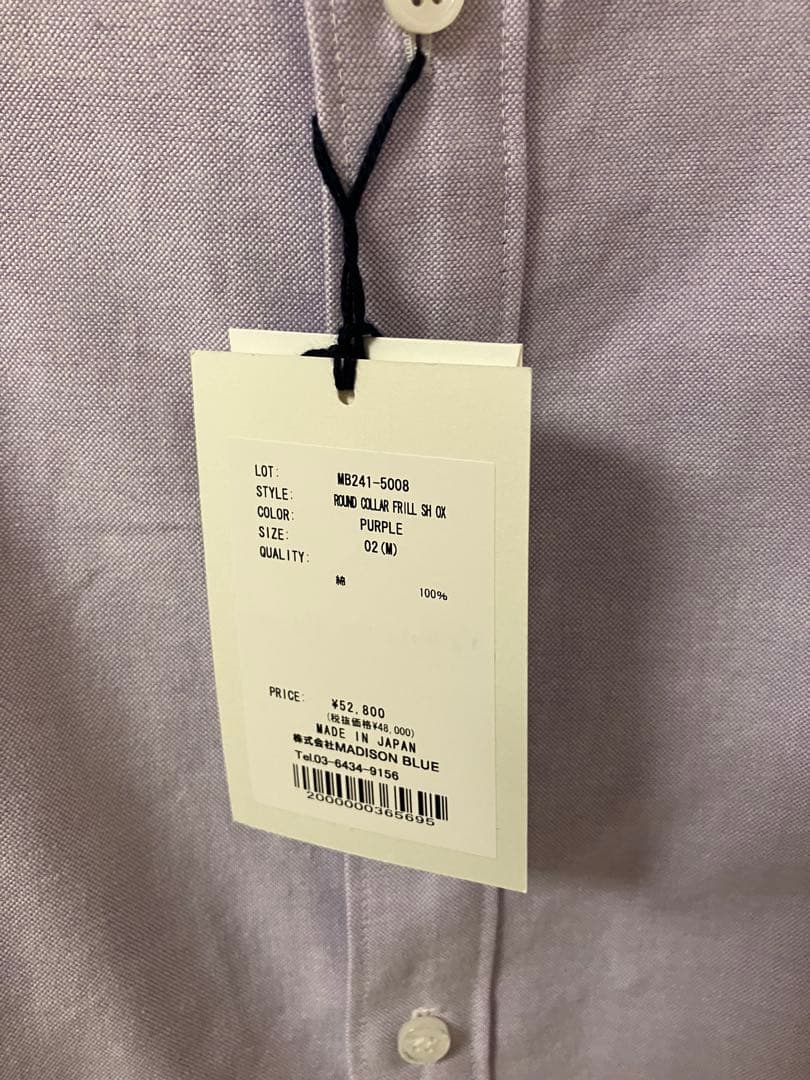 LOT: MB241-5008
STYLE: ROUND COLLAR FRILL SH OX
COLOR: PURPLE
SIZE: 02(M)
QUALITY:
綿 100%
PRICE: ¥52,800
(税抜価格¥48,000)
MADE IN JAPAN
株式会社MADISON BLUE
Tel.03-6434-9156
2000000365695